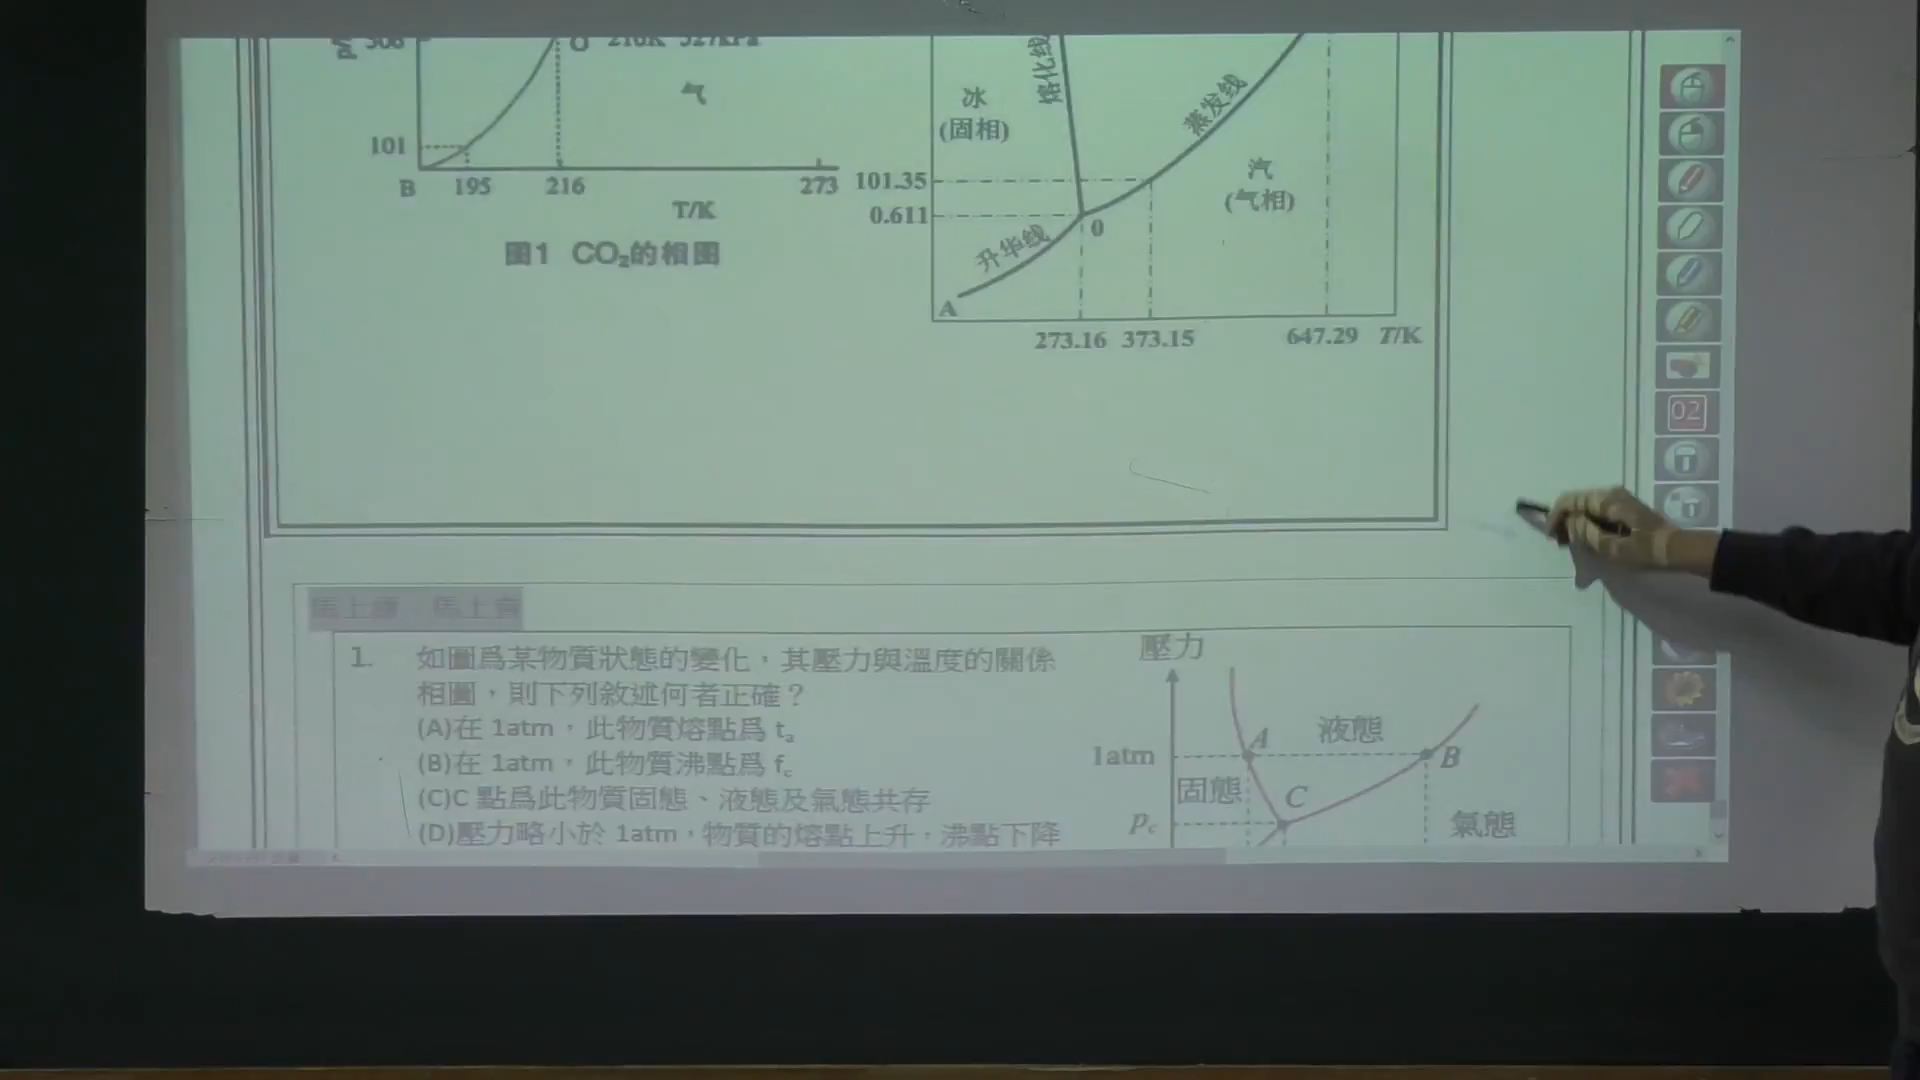 216K 527kPa
气
101
B 195 216 273
T/K
图1 CO₂的相图
熔化线
冰
(固相)
蒸发线
汽
(气相)
101.35
0.611
0
升华线
A
273.16 373.15 647.29 T/K
02
1. 如圖爲某物質狀態的變化，其壓力與溫度的關係
相圖，則下列敘述何者正確？
(A)在 1atm，此物質熔點爲 tₐ
(B)在 1atm，此物質沸點爲 f꜀
(C)C 點爲此物質固態、液態及氣態共存
(D)壓力略小於 1atm，物質的熔點上升，沸點下降
壓力
A 液態
1atm B
固態 C
p꜀ 氣態